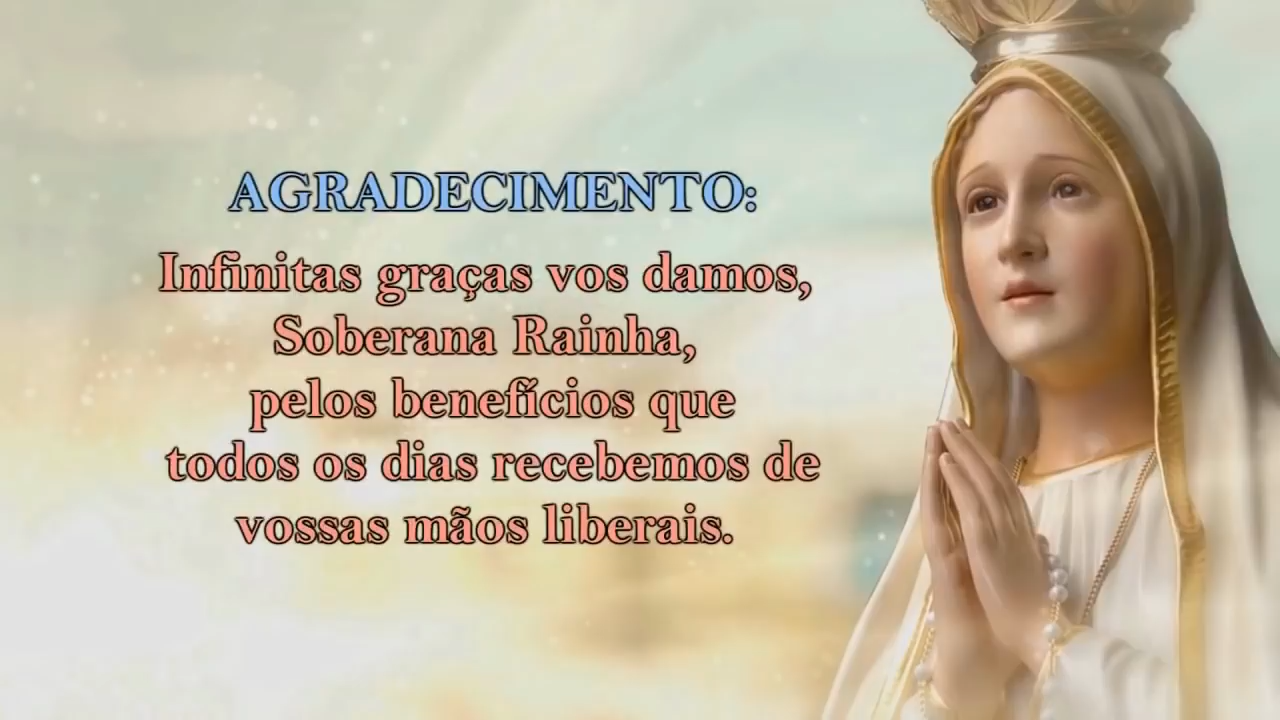 AGRADECIMENTO:
Infinitas graças vos damos,
Soberana Rainha,
pelos benefícios que
todos os dias recebemos de
vossas mãos liberais.